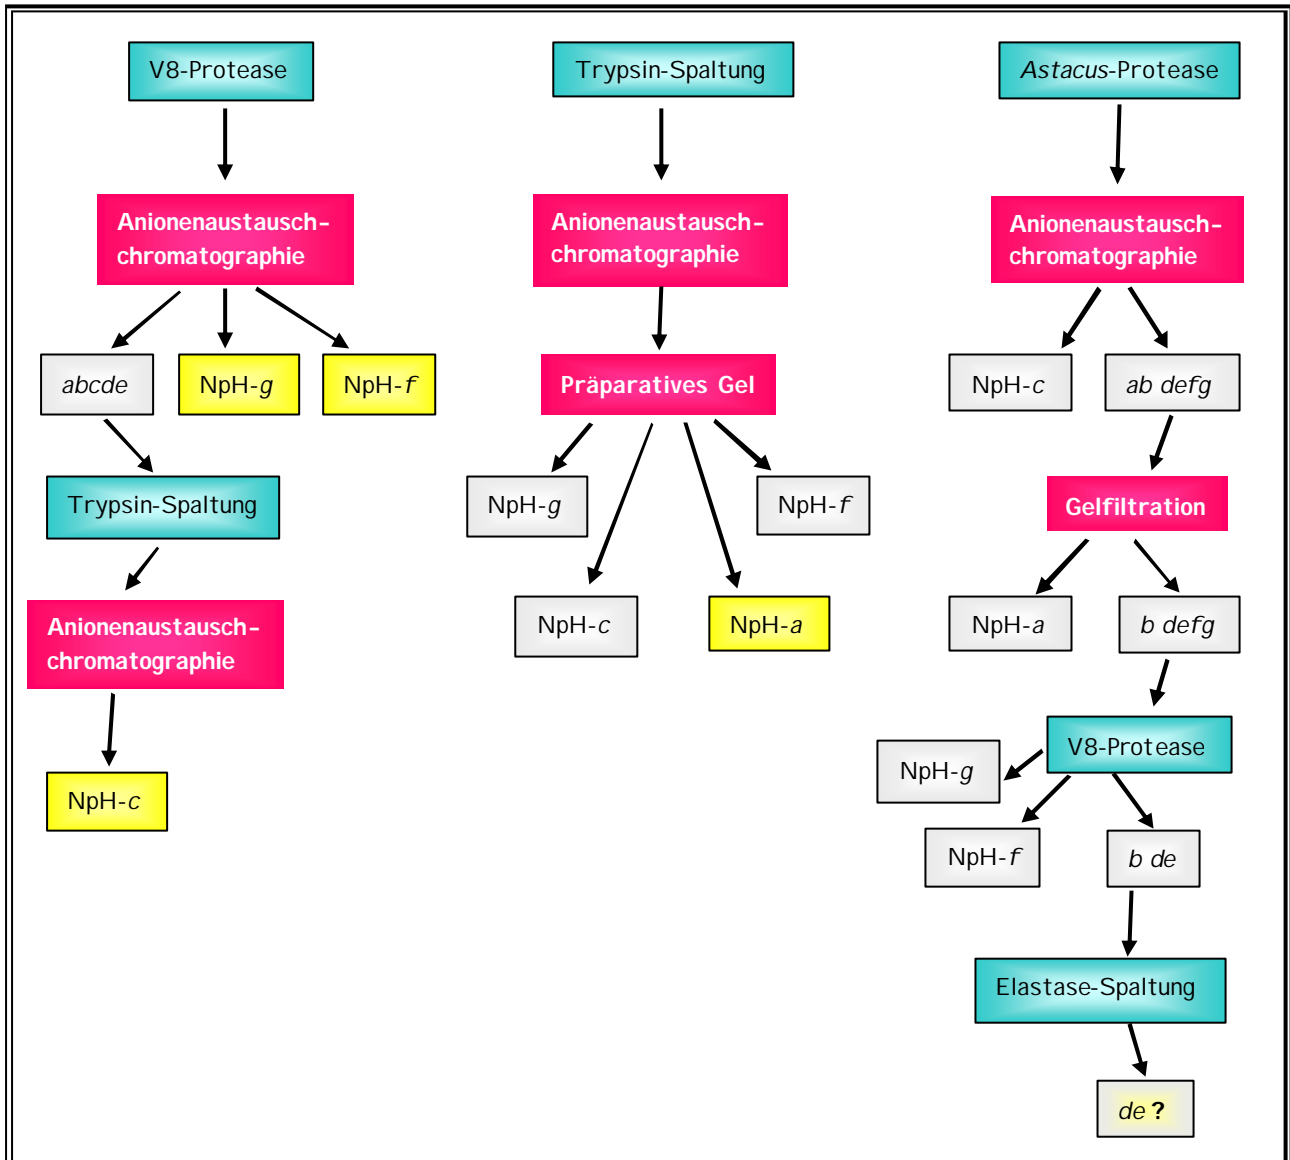 V8-Protease
Anionenaustausch-
chromatographie
abcde
NpH-g
NpH-f
Trypsin-Spaltung
Anionenaustausch-
chromatographie
NpH-c
Trypsin-Spaltung
Anionenaustausch-
chromatographie
Präparatives Gel
NpH-g
NpH-f
NpH-c
NpH-a
Astacus-Protease
Anionenaustausch-
chromatographie
NpH-c
ab defg
Gelfiltration
NpH-a
b defg
V8-Protease
NpH-g
NpH-f
b de
Elastase-Spaltung
de ?